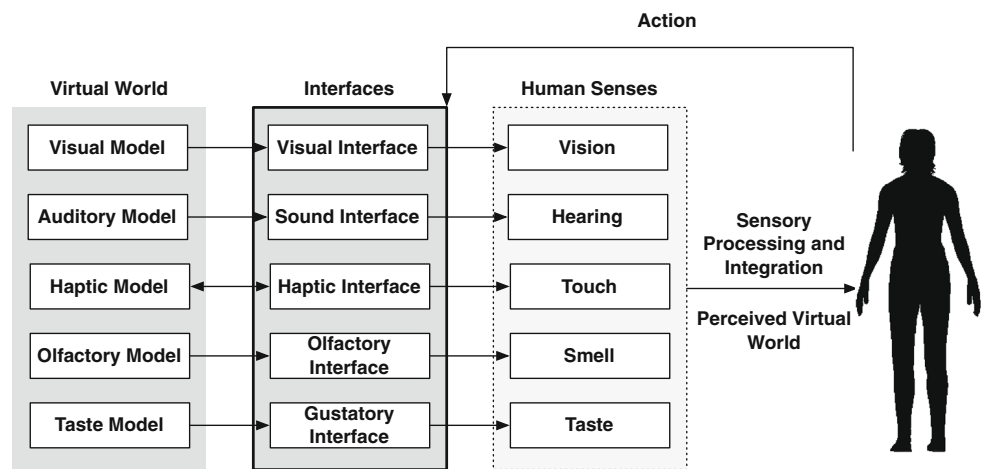 Action
Virtual World
Interfaces
Human Senses
Visual Model
Visual Interface
Vision
Auditory Model
Sound Interface
Hearing
Haptic Model
Haptic Interface
Touch
Olfactory Model
Olfactory
Interface
Smell
Taste Model
Gustatory
Interface
Taste
Sensory
Processing and
Integration
Perceived Virtual
World